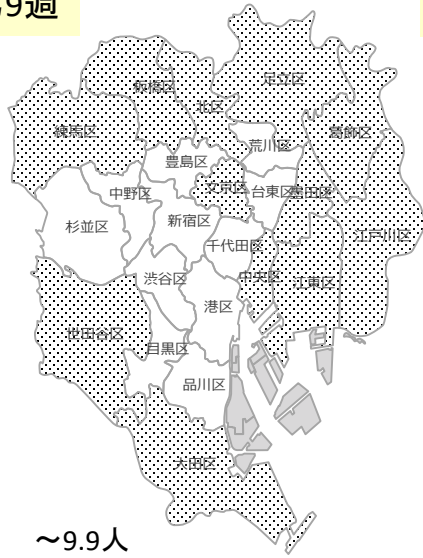 9週
足立区
板橋区
北区
葛飾区
練馬区
荒川区
豊島区
文京区
台東区
墨田区
中野区
杉並区
新宿区
江戸川区
千代田区
中央区
江東区
渋谷区
港区
世田谷区
目黒区
品川区
大田区
～9.9人